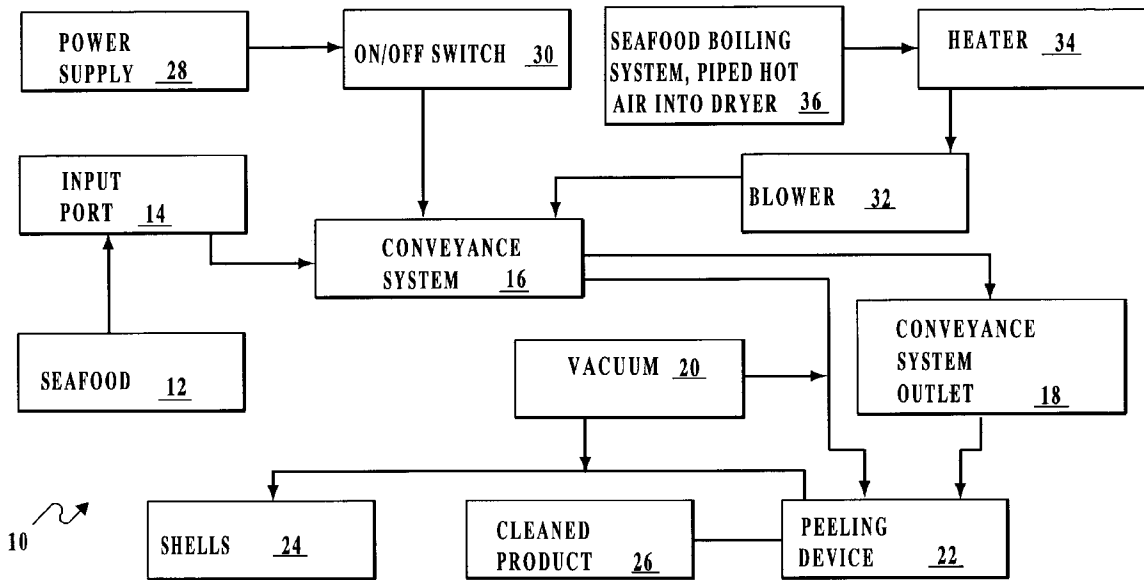 POWER
SUPPLY 28
ON/OFF SWITCH 30
SEAFOOD BOILING
SYSTEM, PIPED HOT
AIR INTO DRYER 36
HEATER 34
INPUT
PORT 14
BLOWER 32
CONVEYANCE
SYSTEM 16
SEAFOOD 12
VACUUM 20
CONVEYANCE
SYSTEM
OUTLET 18
10
SHELLS 24
CLEANED
PRODUCT 26
PEELING
DEVICE 22